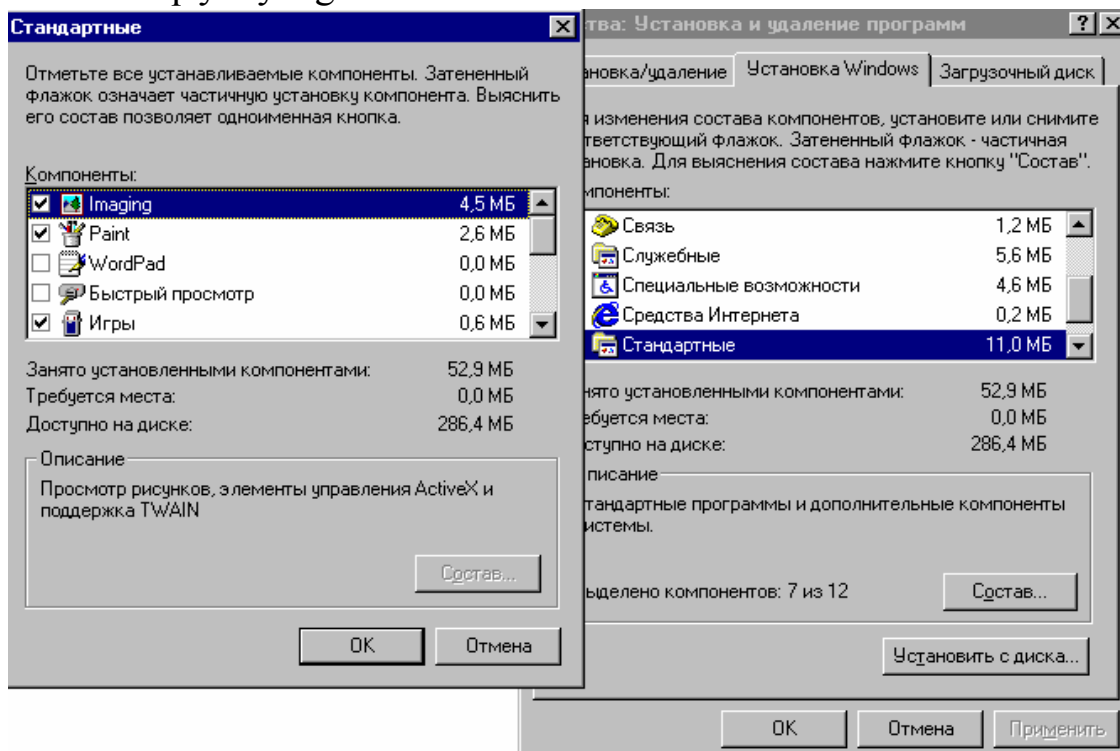 Стандартные
Отметьте все устанавливаемые компоненты. Затененный
флажок означает частичную установку компонента. Выяснить
его состав позволяет одноименная кнопка.
Компоненты:
Imaging 4,5 МБ
Paint 2,6 МБ
WordPad 0,0 МБ
Быстрый просмотр 0,0 МБ
Игры 0,6 МБ
Занято установленными компонентами: 52,9 МБ
Требуется места: 0,0 МБ
Доступно на диске: 286,4 МБ
Описание
Просмотр рисунков, элементы управления ActiveX и
поддержка TWAIN
Состав...
OK Отмена
тва: Установка и удаление программ
ановка/удаление Установка Windows Загрузочный диск
я изменения состава компонентов, установите или снимите
тветствующий флажок. Затененный флажок - частичная
ановка. Для выяснения состава нажмите кнопку "Состав".
мпоненты:
Связь 1,2 МБ
Служебные 5,6 МБ
Специальные возможности 4,6 МБ
Средства Интернета 0,2 МБ
Стандартные 11,0 МБ
нято установленными компонентами: 52,9 МБ
ебуется места: 0,0 МБ
ступно на диске: 286,4 МБ
писание
тандартные программы и дополнительные компоненты
истемы.
ыделено компонентов: 7 из 12 Состав...
Установить с диска...
OK Отмена Применить